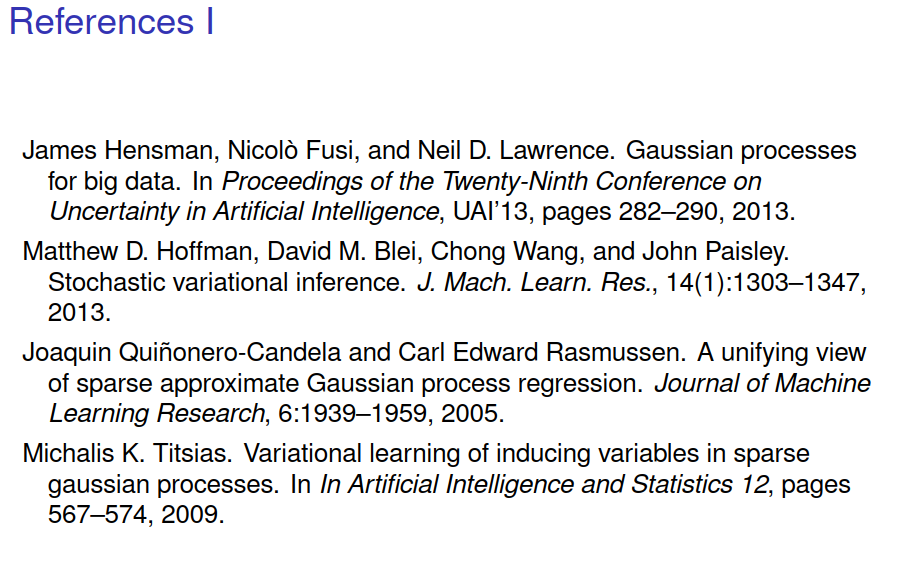 References I
James Hensman, Nicolò Fusi, and Neil D. Lawrence. Gaussian processes
for big data. In Proceedings of the Twenty-Ninth Conference on
Uncertainty in Artificial Intelligence, UAI’13, pages 282–290, 2013.
Matthew D. Hoffman, David M. Blei, Chong Wang, and John Paisley.
Stochastic variational inference. J. Mach. Learn. Res., 14(1):1303–1347,
2013.
Joaquin Quiñonero-Candela and Carl Edward Rasmussen. A unifying view
of sparse approximate Gaussian process regression. Journal of Machine
Learning Research, 6:1939–1959, 2005.
Michalis K. Titsias. Variational learning of inducing variables in sparse
gaussian processes. In In Artificial Intelligence and Statistics 12, pages
567–574, 2009.